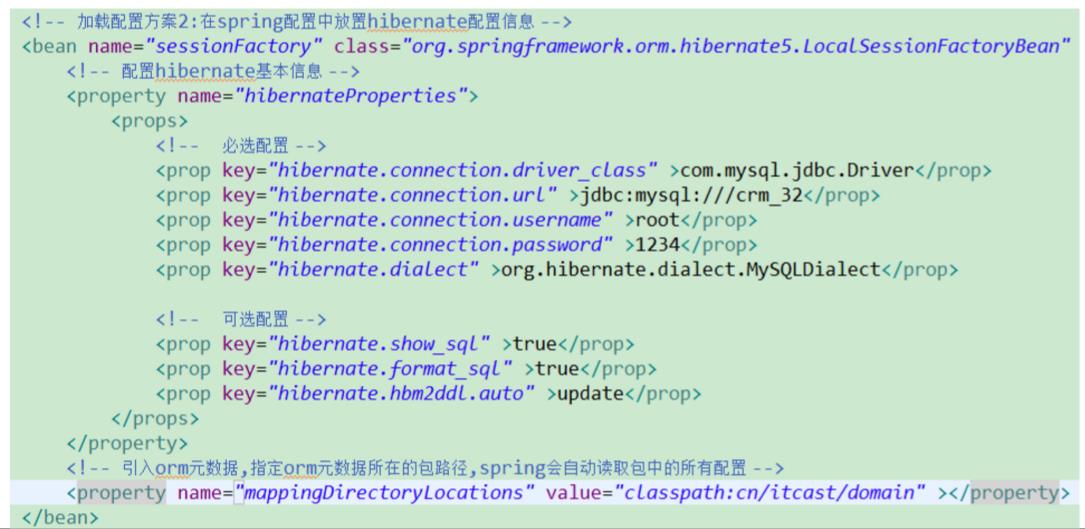 <!-- 加载配置方案2:在spring配置中放置hibernate配置信息 -->
<bean name="sessionFactory" class="org.springframework.orm.hibernate5.LocalSessionFactoryBean"
<!-- 配置hibernate基本信息 -->
<property name="hibernateProperties">
<props>
<!-- 必选配置 -->
<prop key="hibernate.connection.driver_class" >com.mysql.jdbc.Driver</prop>
<prop key="hibernate.connection.url" >jdbc:mysql:///crm_32</prop>
<prop key="hibernate.connection.username" >root</prop>
<prop key="hibernate.connection.password" >1234</prop>
<prop key="hibernate.dialect" >org.hibernate.dialect.MySQLDialect</prop>
<!-- 可选配置 -->
<prop key="hibernate.show_sql" >true</prop>
<prop key="hibernate.format_sql" >true</prop>
<prop key="hibernate.hbm2ddl.auto" >update</prop>
</props>
</property>
<!-- 引入orm元数据,指定orm元数据所在的包路径,spring会自动读取包中的所有配置 -->
<property name="mappingDirectoryLocations" value="classpath:cn/itcast/domain" ></property>
</bean>